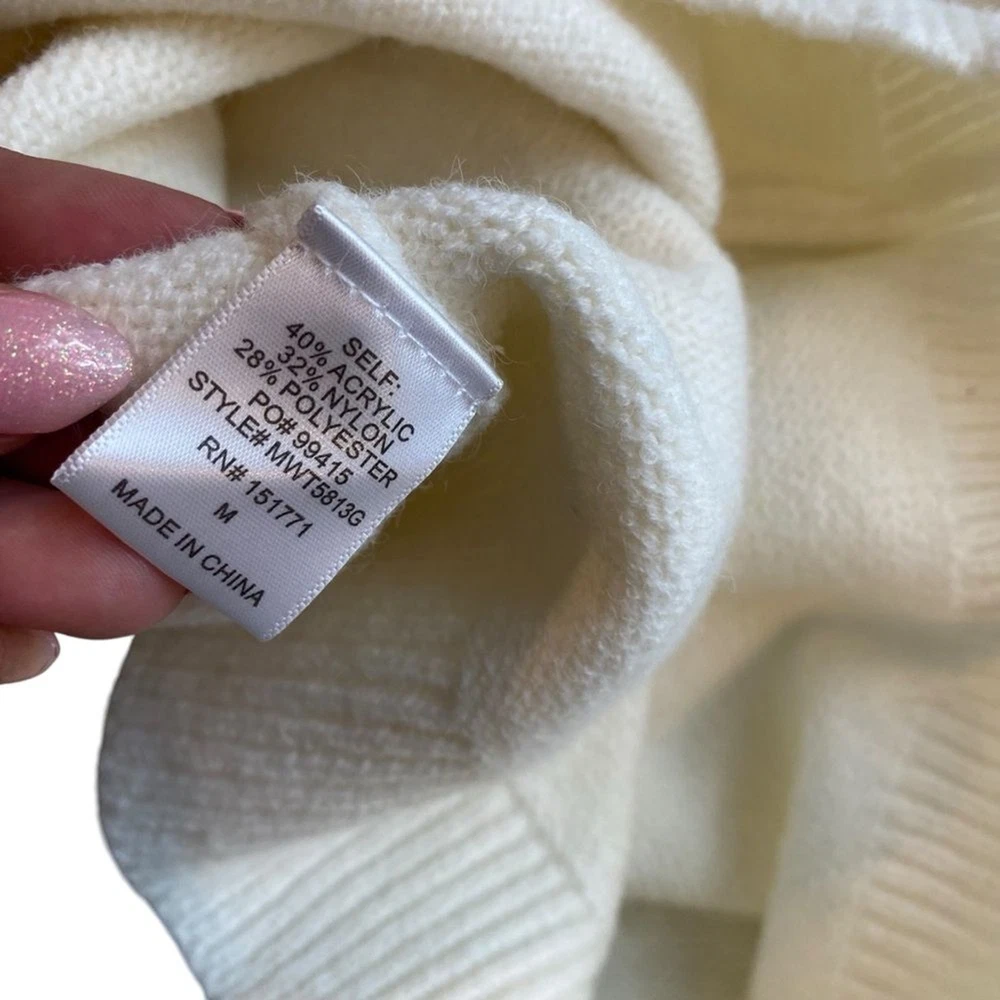 SELF:
40% ACRYLIC
32% NYLON
28% POLYESTER
PO# 99415
STYLE# MWT5813G
RN# 151771
M
MADE IN CHINA